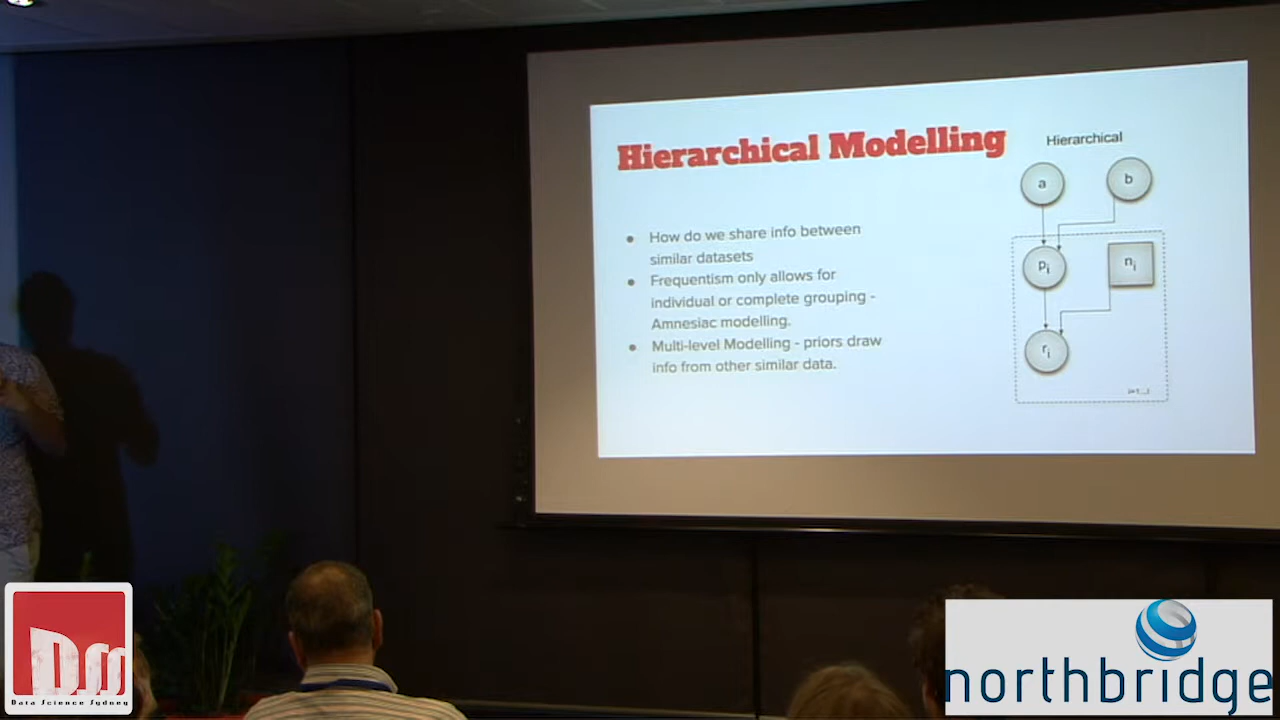 Hierarchical Modelling
Hierarchical
a
b
How do we share info between
similar datasets
Frequentism only allows for
individual or complete grouping -
Amnesiac modelling.
Multi-level Modelling - priors draw
info from other similar data.
pi
ni
ri
DSS
Data Science Sydney
northbridge